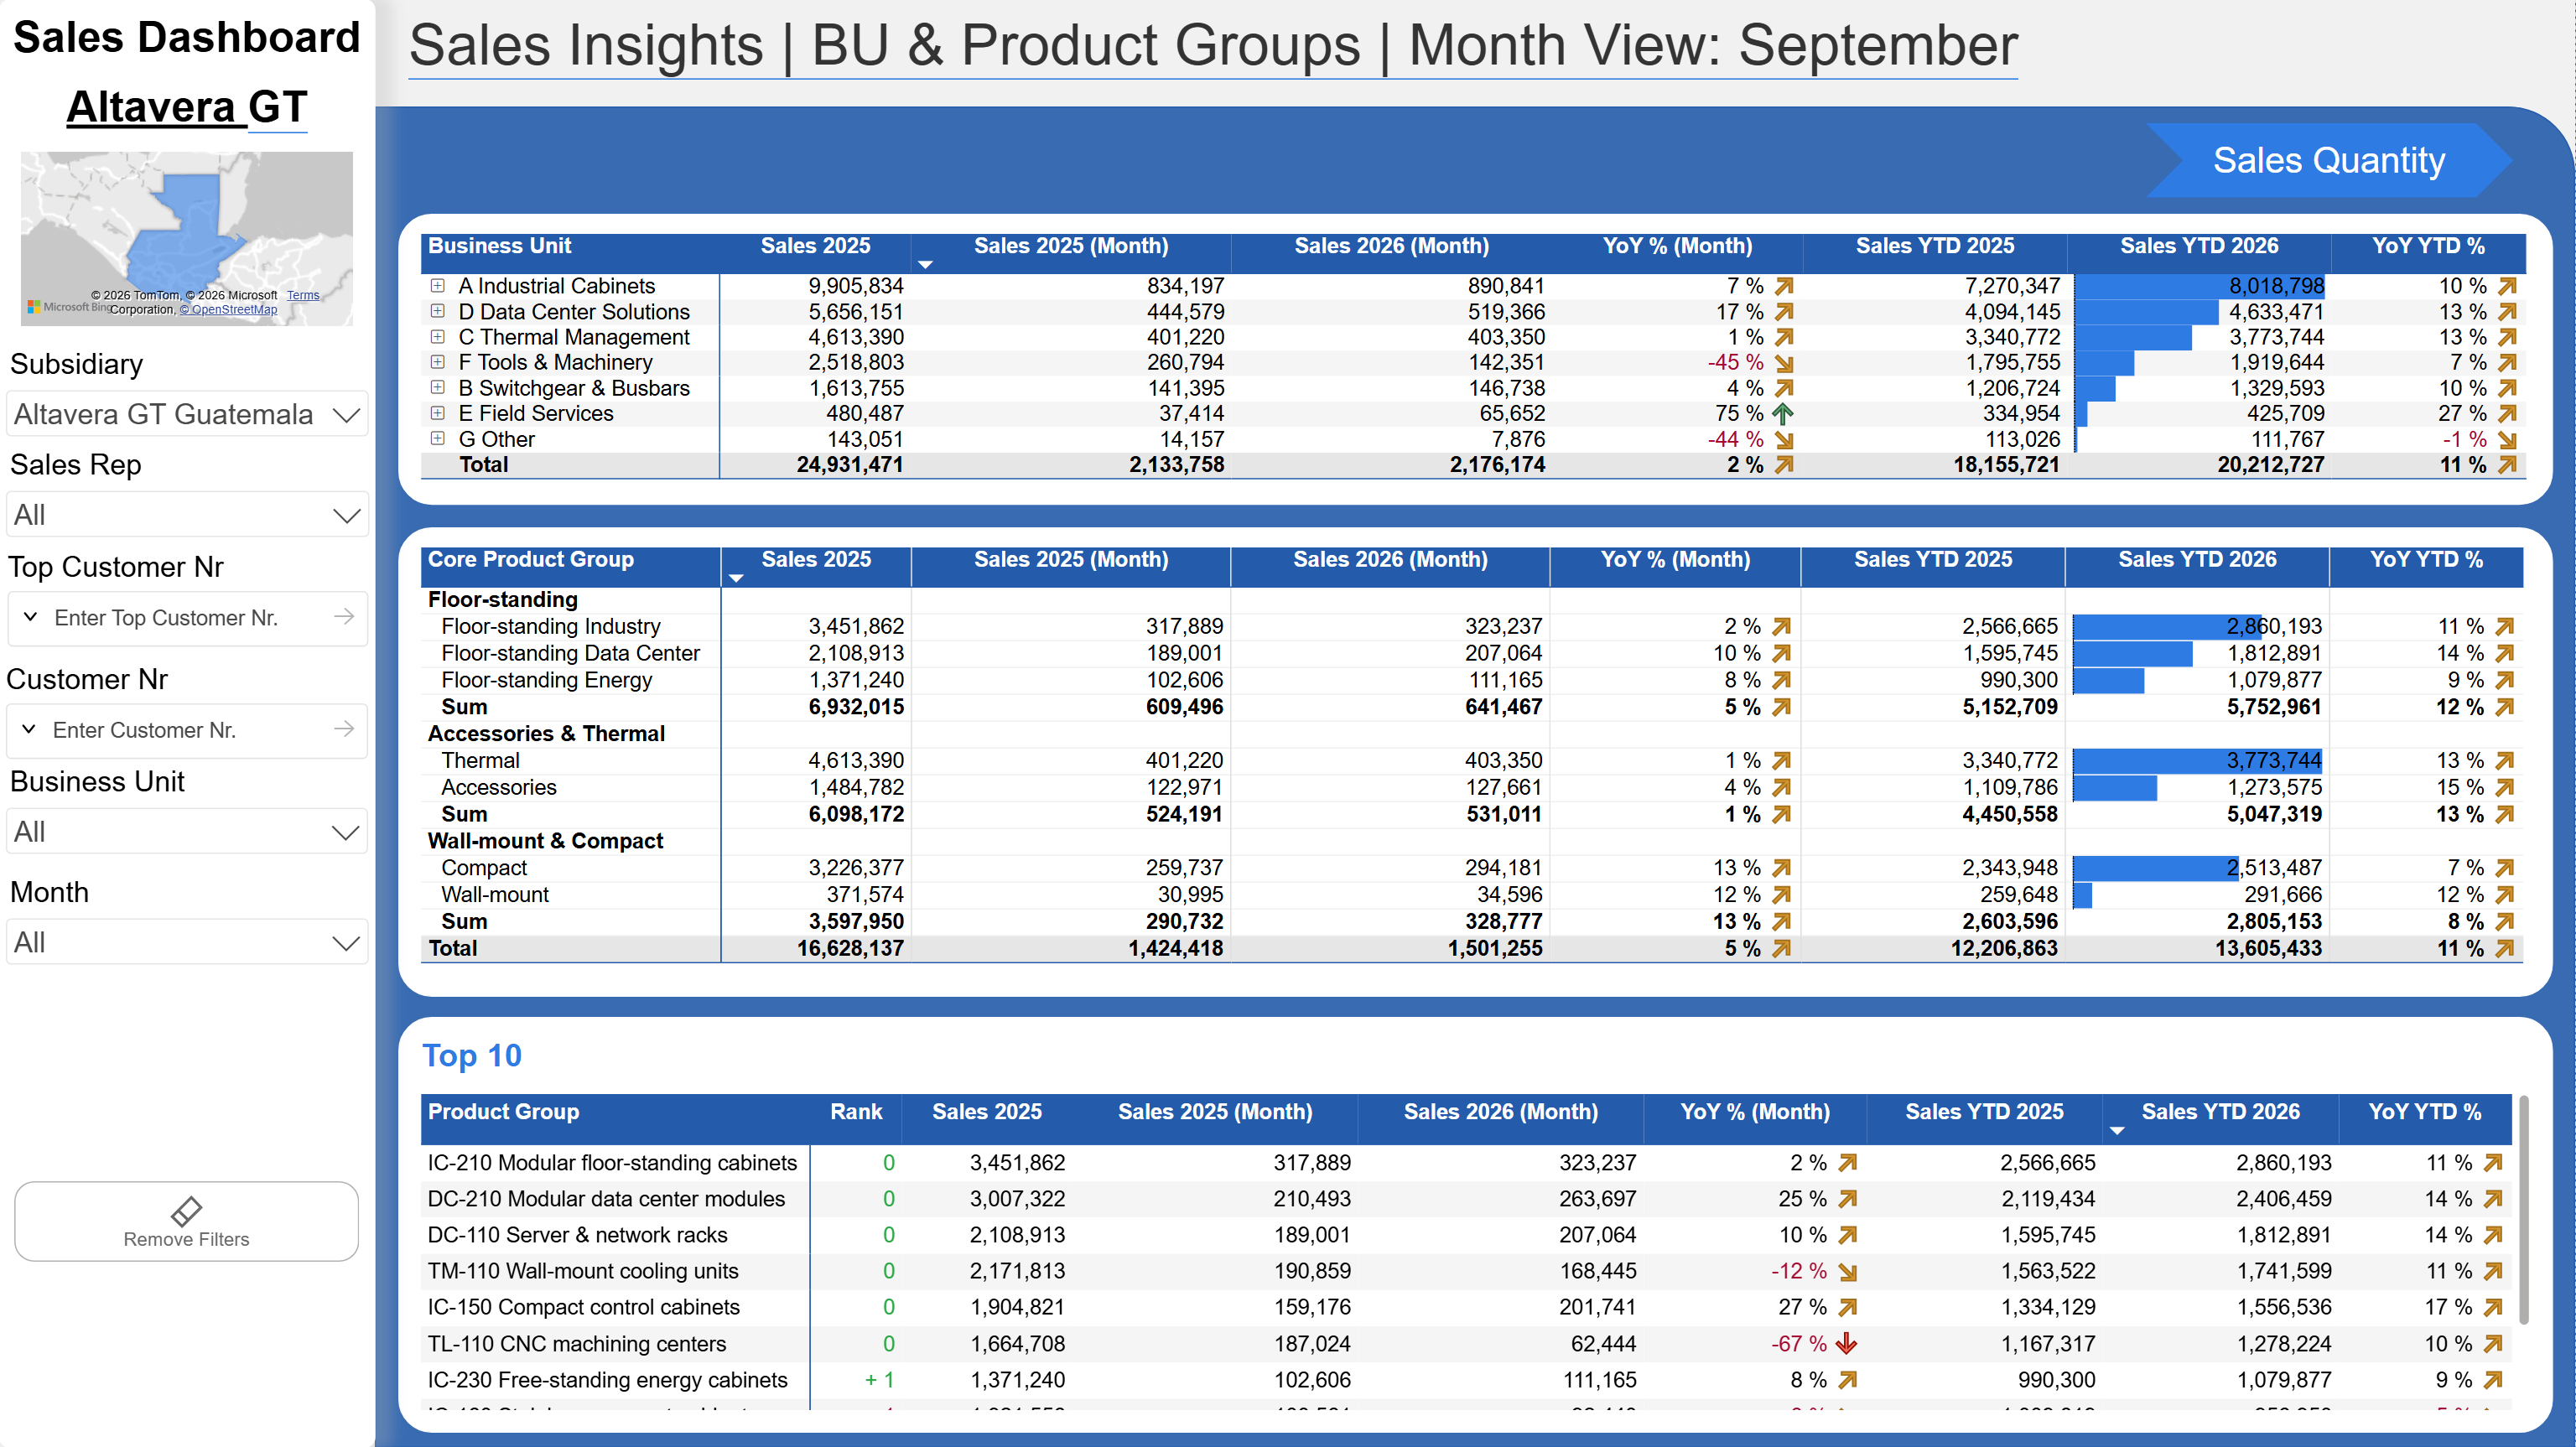 Sales Dashboard
Altavera GT
© 2026 TomTom, © 2026 Microsoft Terms
Microsoft Bing Corporation, © OpenStreetMap
Subsidiary
Altavera GT Guatemala
Sales Rep
All
Top Customer Nr
Enter Top Customer Nr.
Customer Nr
Enter Customer Nr.
Business Unit
All
Month
All
Remove Filters
Sales Insights | BU & Product Groups | Month View: September
Sales Quantity
Business Unit Sales 2025 Sales 2025 (Month) Sales 2026 (Month) YoY % (Month) Sales YTD 2025 Sales YTD 2026 YoY YTD %
A Industrial Cabinets 9,905,834 834,197 890,841 7 % 7,270,347 8,018,798 10 %
D Data Center Solutions 5,656,151 444,579 519,366 17 % 4,094,145 4,633,471 13 %
C Thermal Management 4,613,390 401,220 403,350 1 % 3,340,772 3,773,744 13 %
F Tools & Machinery 2,518,803 260,794 142,351 -45 % 1,795,755 1,919,644 7 %
B Switchgear & Busbars 1,613,755 141,395 146,738 4 % 1,206,724 1,329,593 10 %
E Field Services 480,487 37,414 65,652 75 % 334,954 425,709 27 %
G Other 143,051 14,157 7,876 -44 % 113,026 111,767 -1 %
Total 24,931,471 2,133,758 2,176,174 2 % 18,155,721 20,212,727 11 %
Core Product Group Sales 2025 Sales 2025 (Month) Sales 2026 (Month) YoY % (Month) Sales YTD 2025 Sales YTD 2026 YoY YTD %
Floor-standing
Floor-standing Industry 3,451,862 317,889 323,237 2 % 2,566,665 2,860,193 11 %
Floor-standing Data Center 2,108,913 189,001 207,064 10 % 1,595,745 1,812,891 14 %
Floor-standing Energy 1,371,240 102,606 111,165 8 % 990,300 1,079,877 9 %
Sum 6,932,015 609,496 641,467 5 % 5,152,709 5,752,961 12 %
Accessories & Thermal
Thermal 4,613,390 401,220 403,350 1 % 3,340,772 3,773,744 13 %
Accessories 1,484,782 122,971 127,661 4 % 1,109,786 1,273,575 15 %
Sum 6,098,172 524,191 531,011 1 % 4,450,558 5,047,319 13 %
Wall-mount & Compact
Compact 3,226,377 259,737 294,181 13 % 2,343,948 2,513,487 7 %
Wall-mount 371,574 30,995 34,596 12 % 259,648 291,666 12 %
Sum 3,597,950 290,732 328,777 13 % 2,603,596 2,805,153 8 %
Total 16,628,137 1,424,418 1,501,255 5 % 12,206,863 13,605,433 11 %
Top 10
Product Group Rank Sales 2025 Sales 2025 (Month) Sales 2026 (Month) YoY % (Month) Sales YTD 2025 Sales YTD 2026 YoY YTD %
IC-210 Modular floor-standing cabinets 0 3,451,862 317,889 323,237 2 % 2,566,665 2,860,193 11 %
DC-210 Modular data center modules 0 3,007,322 210,493 263,697 25 % 2,119,434 2,406,459 14 %
DC-110 Server & network racks 0 2,108,913 189,001 207,064 10 % 1,595,745 1,812,891 14 %
TM-110 Wall-mount cooling units 0 2,171,813 190,859 168,445 -12 % 1,563,522 1,741,599 11 %
IC-150 Compact control cabinets 0 1,904,821 159,176 201,741 27 % 1,334,129 1,556,536 17 %
TL-110 CNC machining centers 0 1,664,708 187,024 62,444 -67 % 1,167,317 1,278,224 10 %
IC-230 Free-standing energy cabinets + 1 1,371,240 102,606 111,165 8 % 990,300 1,079,877 9 %